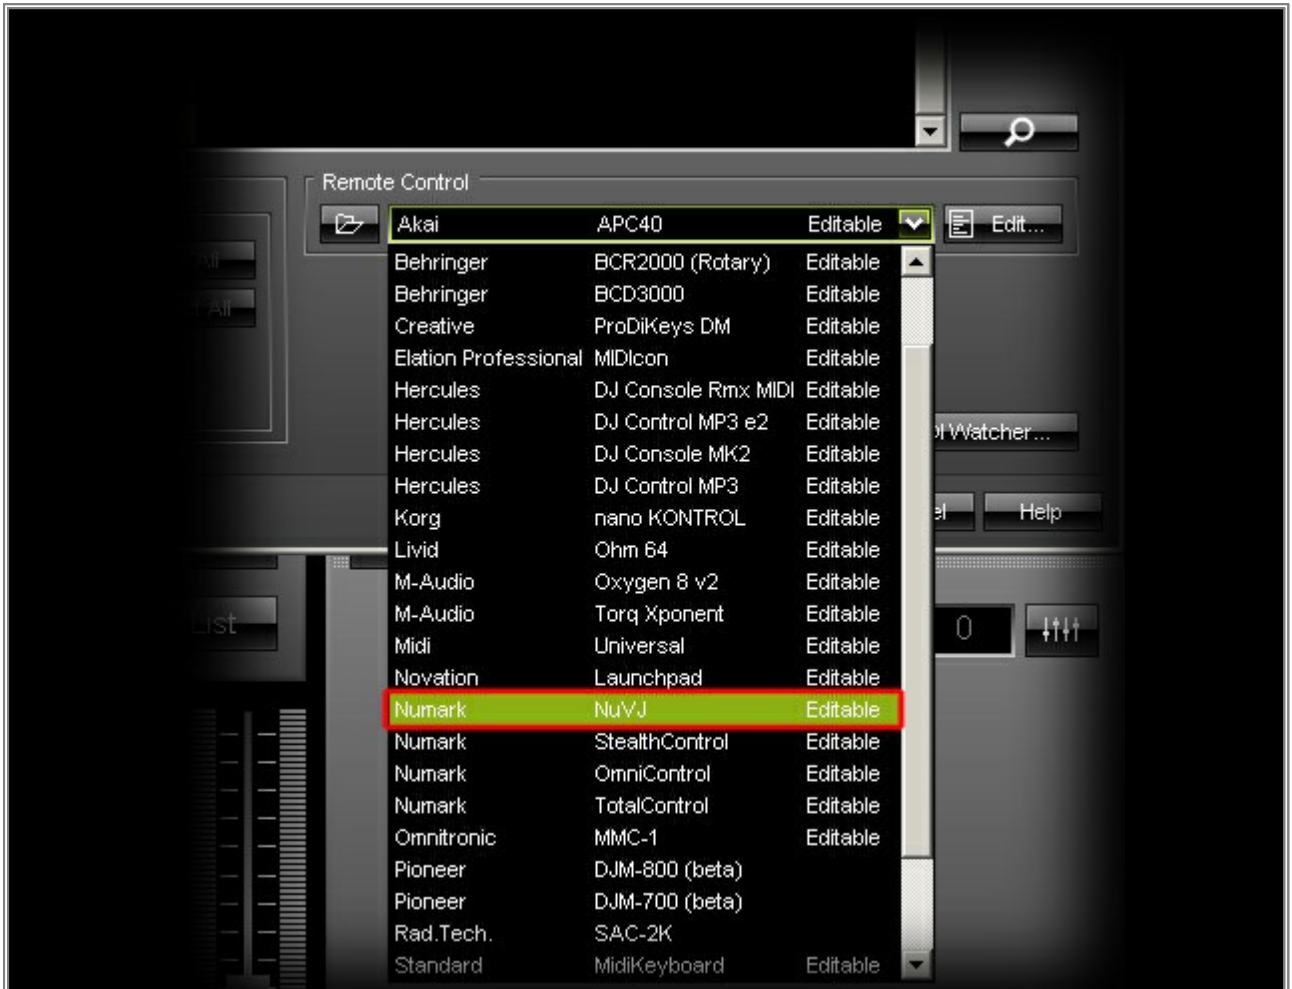 Remote Control
Akai APC40 Editable Edit...
Behringer BCR2000 (Rotary) Editable
All
Behringer BCD3000 Editable
All
Creative ProDiKeys DM Editable
Elation Professional MIDIcon Editable
Hercules DJ Console Rmx MIDI Editable
Hercules DJ Control MP3 e2 Editable
Watcher...
Hercules DJ Console MK2 Editable
Hercules DJ Control MP3 Editable
Korg nano KONTROL Editable
el Help
Livid Ohm 64 Editable
M-Audio Oxygen 8 v2 Editable
M-Audio Torq Xponent Editable
List
0
Midi Universal Editable
Novation Launchpad Editable
Numark NuVJ Editable
Numark StealthControl Editable
Numark OmniControl Editable
Numark TotalControl Editable
Omnitronic MMC-1 Editable
Pioneer DJM-800 (beta)
Pioneer DJM-700 (beta)
Rad.Tech. SAC-2K
Standard MidiKeyboard Editable